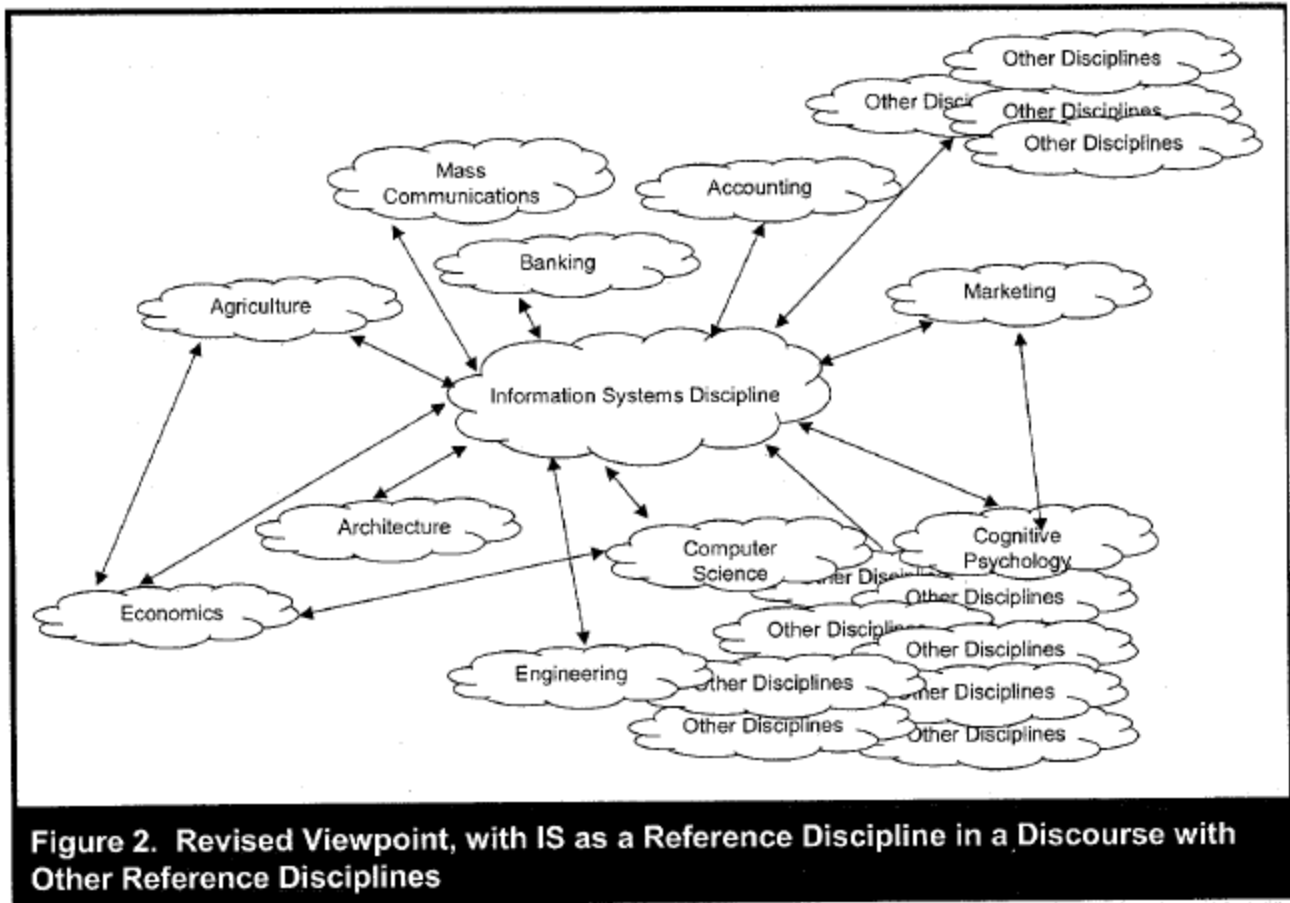 Other Disciplines
Other Disci
Other Disciplines
Other Disciplines
Mass
Communications
Accounting
Banking
Agriculture
Marketing
Information Systems Discipline
Architecture
Computer
Science
Cognitive
Psychology
Economics
Other Disciplines
Other Disciplines
Other Disciplines
Other Disciplines
Engineering
Other Disciplines
Other Disciplines
Other Disciplines
Other Disciplines
Figure 2. Revised Viewpoint, with IS as a Reference Discipline in a Discourse with
Other Reference Disciplines